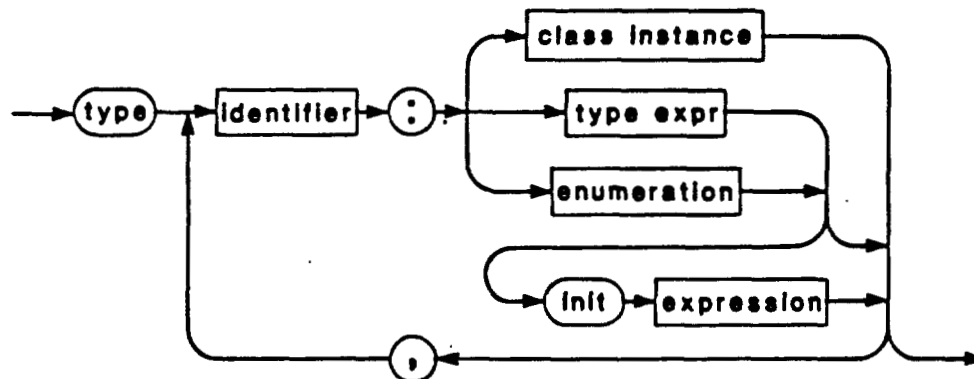 class instance
type
identifier
:
type expr
enumeration
init
expression
,